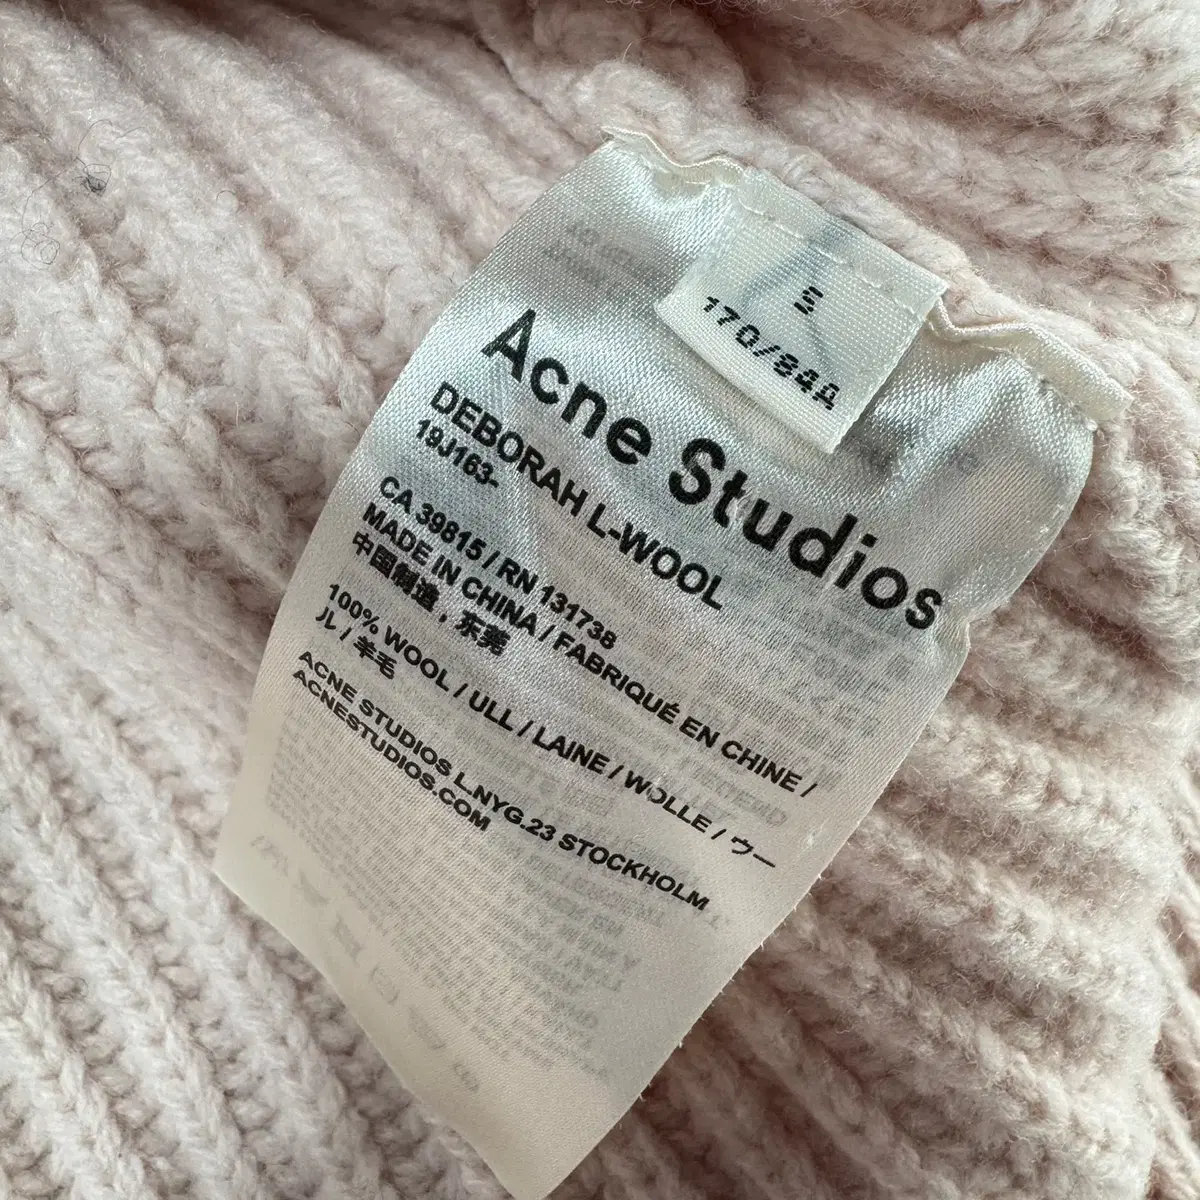 S
170/84A
Acne Studios
DEBORAH L-WOOL
19J163-
CA 39815 / RN 131738
MADE IN CHINA / FABRIQUÉ EN CHINE /
中国制造，东莞
100% WOOL / ULL / LAINE / WOLLE / ウー
ル / 羊毛
ACNE STUDIOS L.NYG.23 STOCKHOLM
ACNESTUDIOS.COM